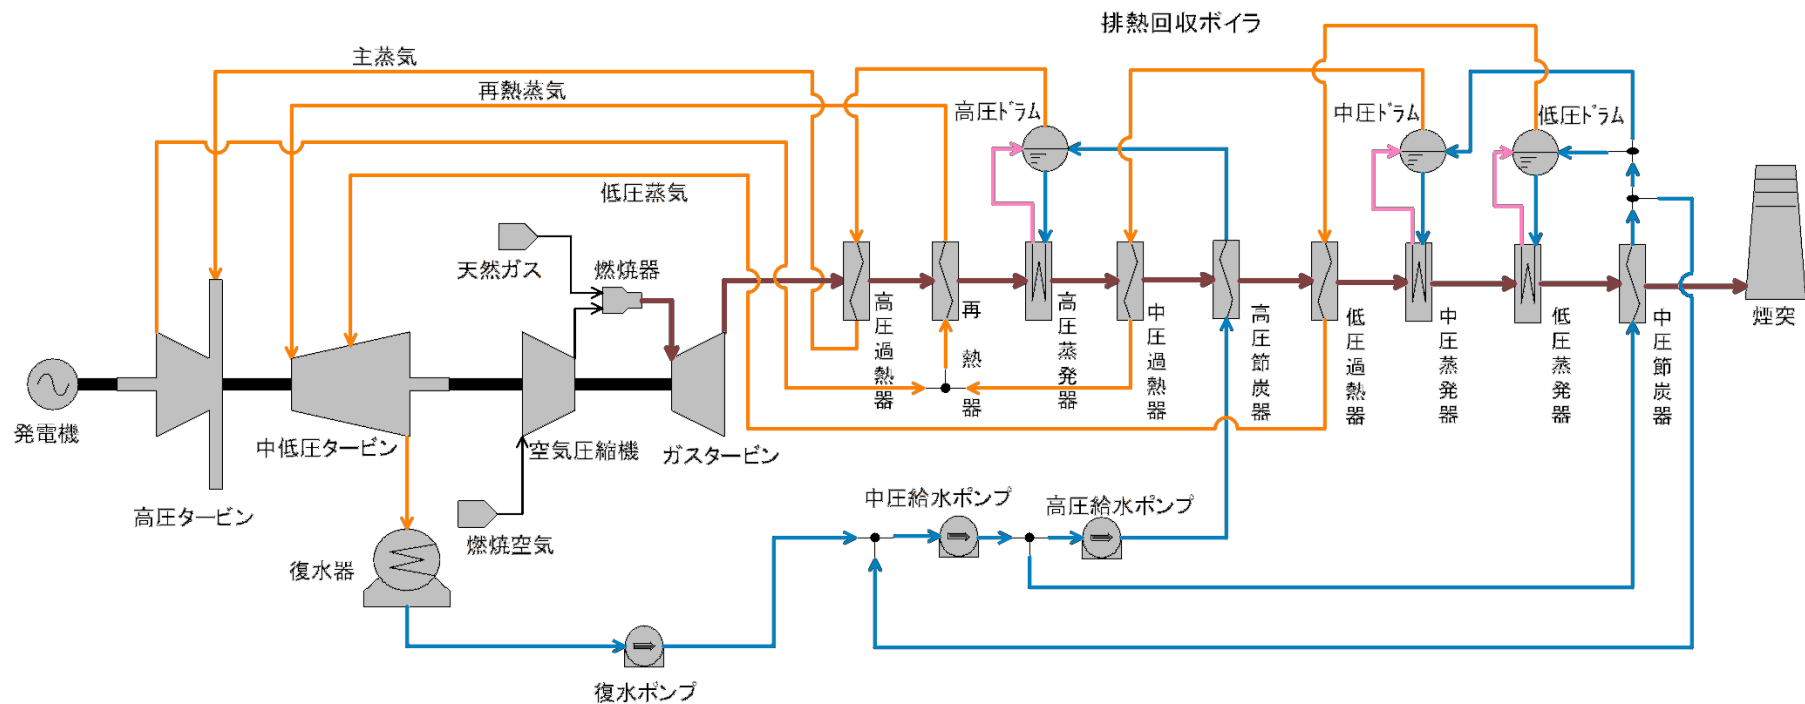 排熱回収ボイラ
主蒸気
再熱蒸気
高圧ドラム
中圧ドラム
低圧ドラム
低圧蒸気
天然ガス
燃焼器
高圧過熱器
再熱器
高圧蒸発器
中圧過熱器
高圧節炭器
低圧過熱器
中圧蒸発器
低圧蒸発器
中圧節炭器
煙突
発電機
中低圧タービン
空気圧縮機
ガスタービン
高圧タービン
燃焼空気
中圧給水ポンプ
高圧給水ポンプ
復水器
復水ポンプ